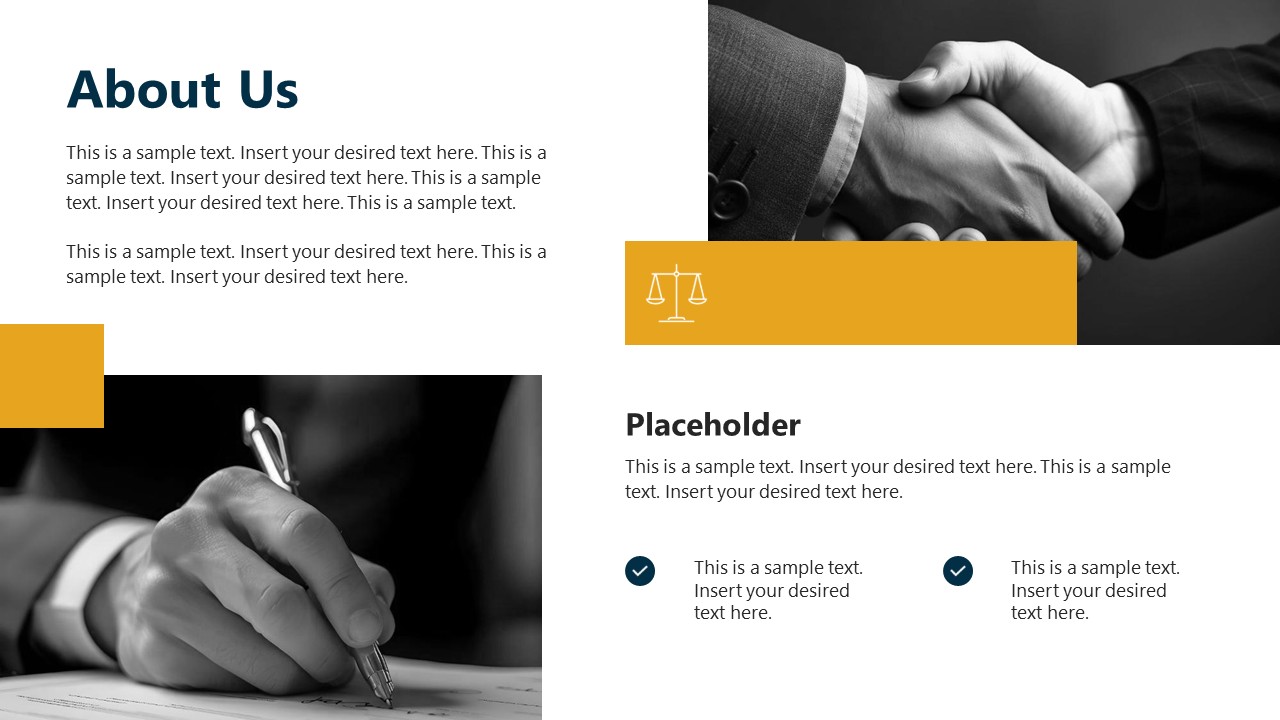 About Us
This is a sample text. Insert your desired text here. This is a
sample text. Insert your desired text here. This is a sample
text. Insert your desired text here. This is a sample text.
This is a sample text. Insert your desired text here. This is a
sample text. Insert your desired text here.
Placeholder
This is a sample text. Insert your desired text here. This is a sample
text. Insert your desired text here.
This is a sample text.
Insert your desired
text here.
This is a sample text.
Insert your desired
text here.